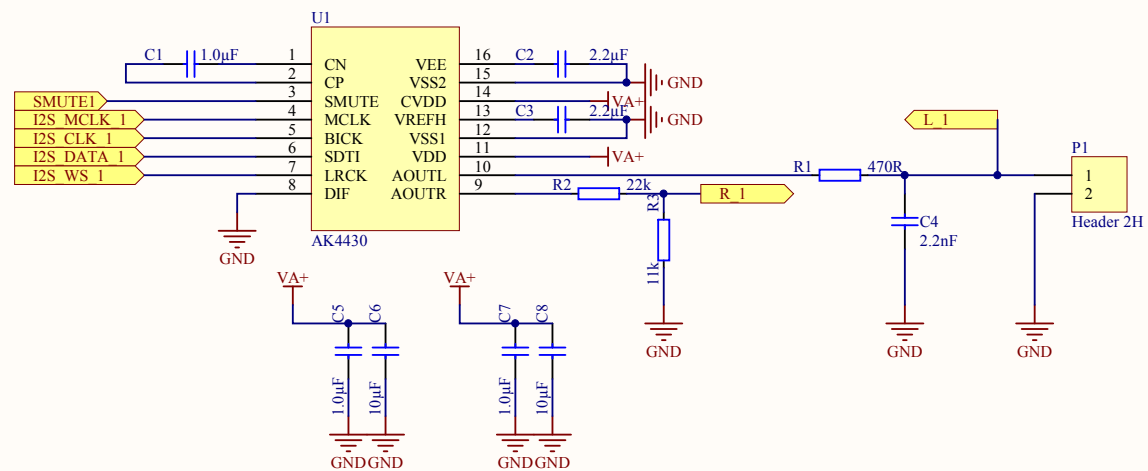 U1
C1
1.0µF
1
CN
2
CP
3
SMUTE
4
MCLK
5
BICK
6
SDTI
7
LRCK
8
DIF
VEE
16
VSS2
15
CVDD
14
VREFH
13
VSS1
12
VDD
11
AOUTL
10
AOUTR
9
AK4430
SMUTE1
I2S_MCLK_1
I2S_CLK_1
I2S_DATA_1
I2S_WS_1
GND
C2
2.2µF
GND
VA+
C3
2.2µF
GND
VA+
R1
470R
R2
22k
R_1
R3
11k
GND
L_1
C4
2.2nF
GND
P1
1
2
Header 2H
GND
VA+
C5
1.0µF
GND
C6
10µF
GND
VA+
C7
1.0µF
GND
C8
10µF
GND